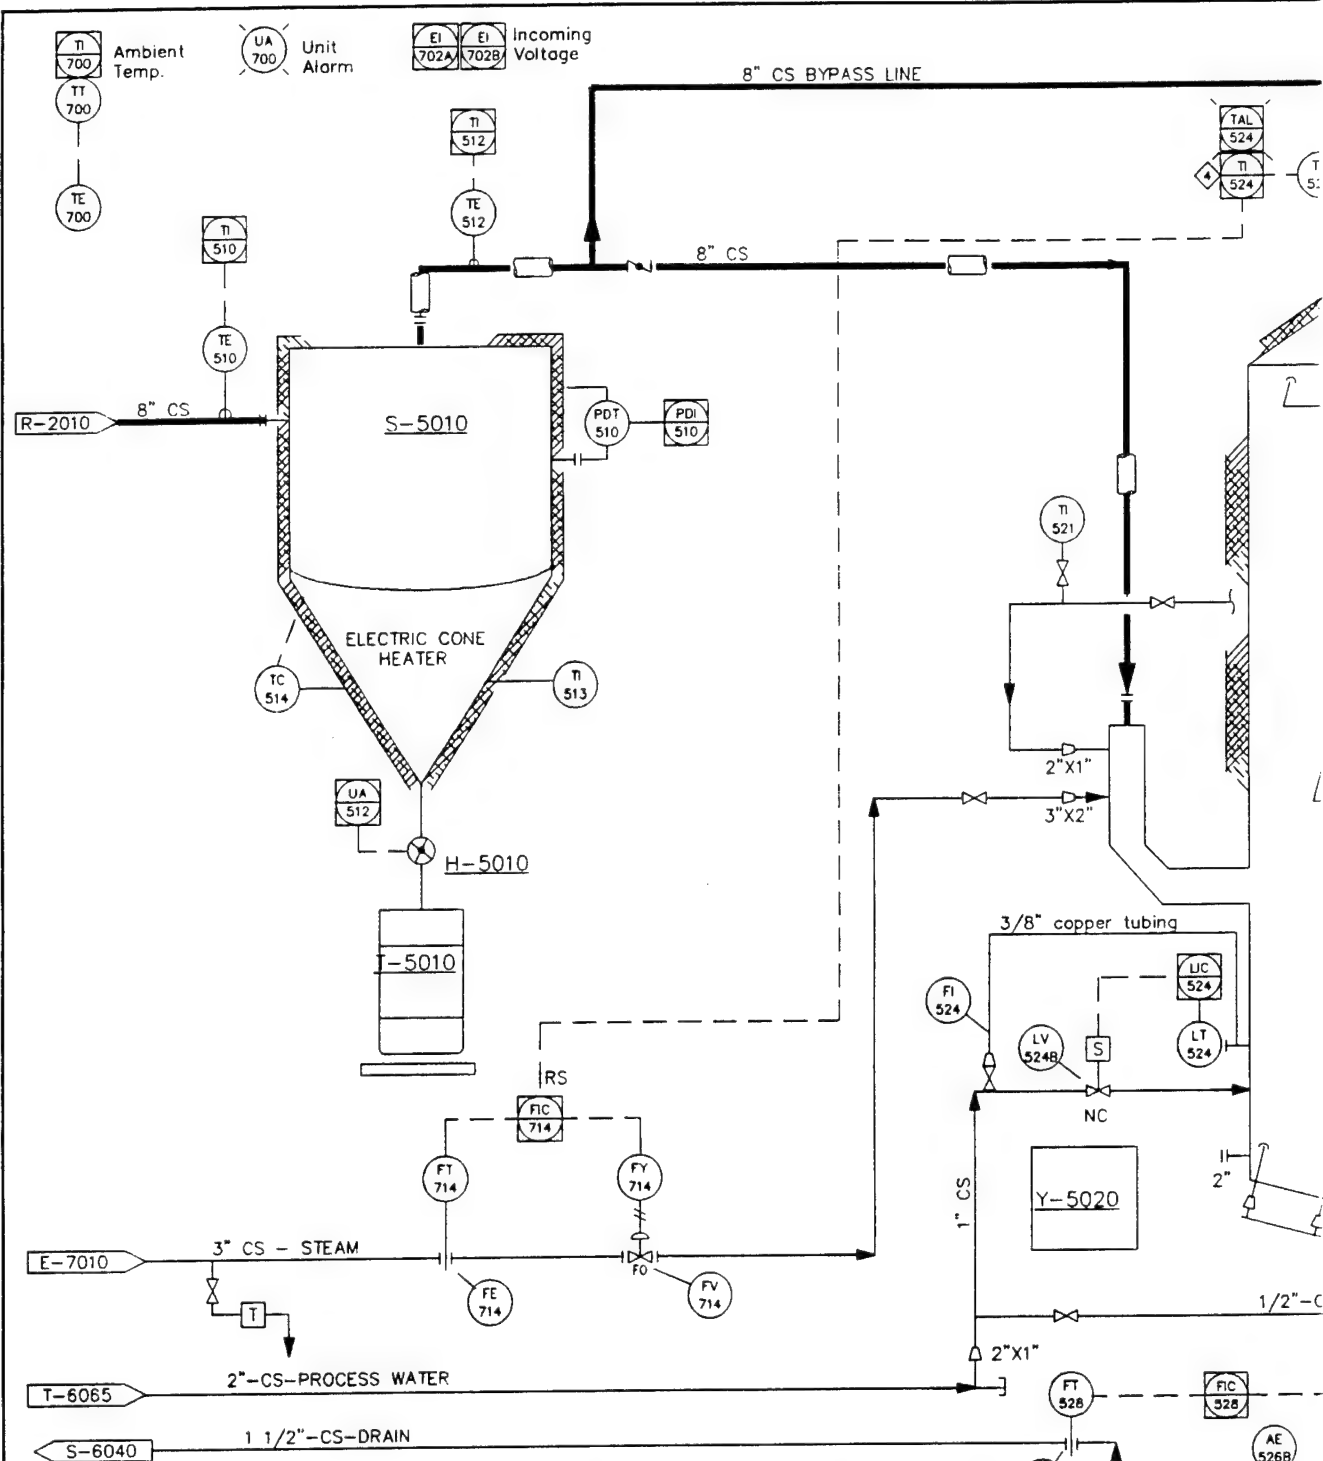 TI
700
Ambient
Temp.
TT
700
TE
700
UA
700
Unit
Alarm
EI
702A
EI
702B
Incoming
Voltage
8" CS BYPASS LINE
TI
512
TE
512
TAL
524
4
TI
524
TI
510
8" CS
TE
510
R-2010
8" CS
S-5010
PDT
510
PDI
510
TI
521
ELECTRIC CONE
HEATER
TC
514
TI
513
2"X1"
UA
512
3"X2"
H-5010
3/8" copper tubing
T-5010
LIC
524
FI
524
LV
524B
S
LT
524
RS
FIC
714
NC
FT
714
FY
714
2"
1" CS
Y-5020
3" CS - STEAM
E-7010
FO
FE
714
FV
714
T
1/2"-C
2"X1"
2"-CS-PROCESS WATER
T-6065
FT
528
FIC
528
1 1/2"-CS-DRAIN
S-6040
AE
526B